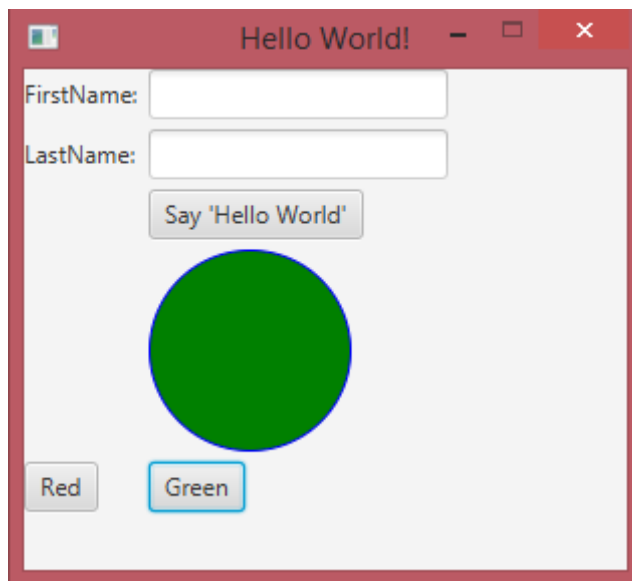 Hello World!
FirstName:
LastName:
Say 'Hello World'
Red Green